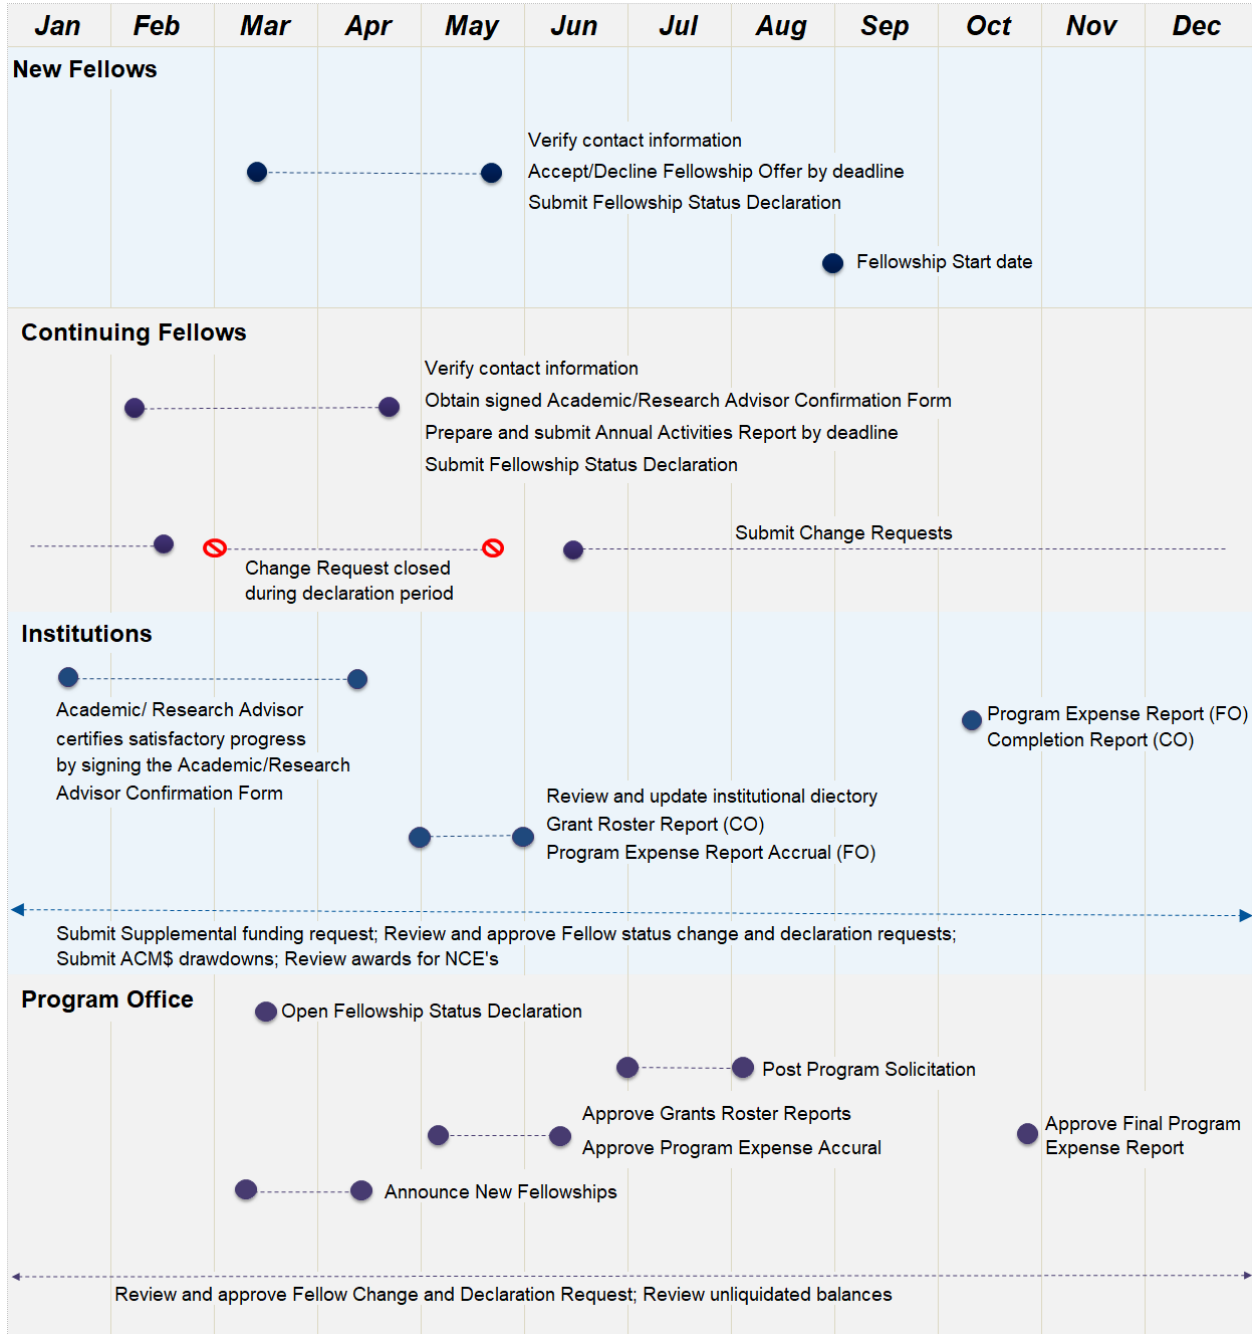 Jan Feb Mar Apr May Jun Jul Aug Sep Oct Nov Dec
New Fellows
Verify contact information
Accept/Decline Fellowship Offer by deadline
Submit Fellowship Status Declaration
Fellowship Start date
Continuing Fellows
Verify contact information
Obtain signed Academic/Research Advisor Confirmation Form
Prepare and submit Annual Activities Report by deadline
Submit Fellowship Status Declaration
Submit Change Requests
Change Request closed
during declaration period
Institutions
Academic/ Research Advisor
certifies satisfactory progress
by signing the Academic/Research
Advisor Confirmation Form
Program Expense Report (FO)
Completion Report (CO)
Review and update institutional diectory
Grant Roster Report (CO)
Program Expense Report Accrual (FO)
Submit Supplemental funding request; Review and approve Fellow status change and declaration requests;
Submit ACM$ drawdowns; Review awards for NCE's
Program Office
Open Fellowship Status Declaration
Post Program Solicitation
Approve Grants Roster Reports
Approve Program Expense Accural
Approve Final Program
Expense Report
Announce New Fellowships
Review and approve Fellow Change and Declaration Request; Review unliquidated balances